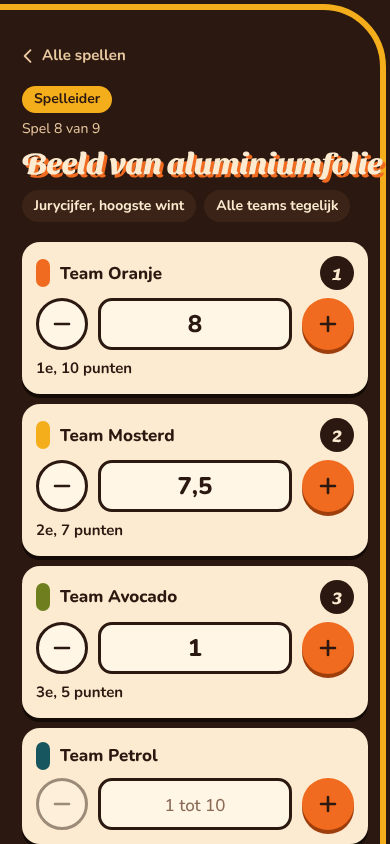 Alle spellen
Spelleider
Spel 8 van 9
Beeld van aluminiumfolie
Jurycijfer, hoogste wint
Alle teams tegelijk
Team Oranje
1
8
1e, 10 punten
Team Mosterd
2
7,5
2e, 7 punten
Team Avocado
3
1
3e, 5 punten
Team Petrol
1 tot 10